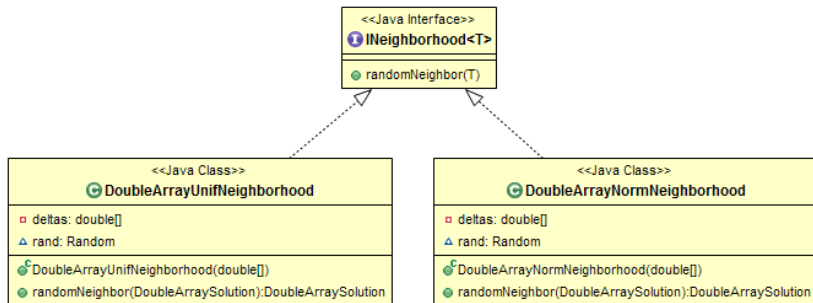 <<Java Interface>>
INeighborhood<T>
randomNeighbor(T)
<<Java Class>>
DoubleArrayUnifNeighborhood
deltas: double[]
rand: Random
DoubleArrayUnifNeighborhood(double[])
randomNeighbor(DoubleArraySolution):DoubleArraySolution
<<Java Class>>
DoubleArrayNormNeighborhood
deltas: double[]
rand: Random
DoubleArrayNormNeighborhood(double[])
randomNeighbor(DoubleArraySolution):DoubleArraySolution